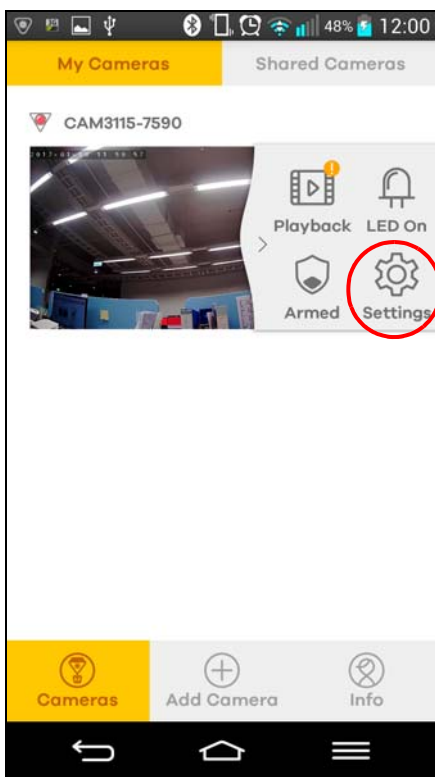 48% 12:00
My Cameras Shared Cameras
CAM3115-7590
Playback LED On
Armed Settings
Cameras Add Camera Info